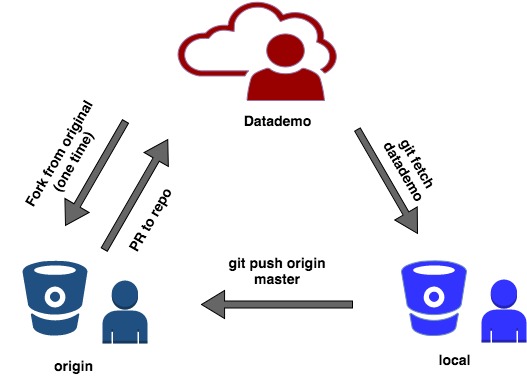 Datademo
Fork from original
(one time)
PR to repo
git fetch
datademo
git push origin
master
origin
local